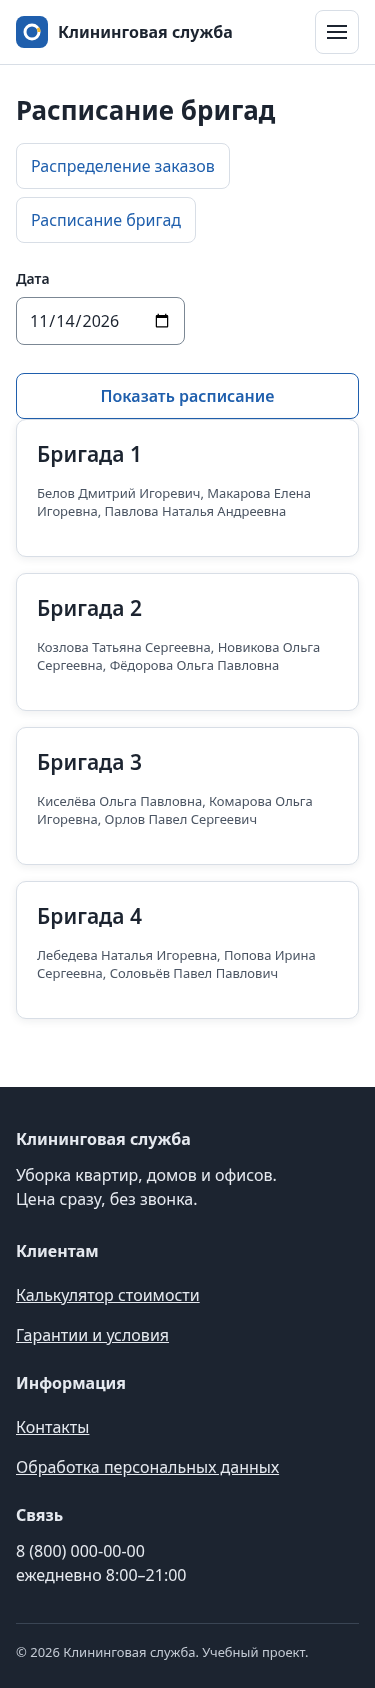 Клининговая служба
Расписание бригад
Распределение заказов
Расписание бригад
Дата
11/14/2026
Показать расписание
Бригада 1
Белов Дмитрий Игоревич, Макарова Елена
Игоревна, Павлова Наталья Андреевна
Бригада 2
Козлова Татьяна Сергеевна, Новикова Ольга
Сергеевна, Фёдорова Ольга Павловна
Бригада 3
Киселёва Ольга Павловна, Комарова Ольга
Игоревна, Орлов Павел Сергеевич
Бригада 4
Лебедева Наталья Игоревна, Попова Ирина
Сергеевна, Соловьёв Павел Павлович
Клининговая служба
Уборка квартир, домов и офисов.
Цена сразу, без звонка.
Клиентам
Калькулятор стоимости
Гарантии и условия
Информация
Контакты
Обработка персональных данных
Связь
8 (800) 000-00-00
ежедневно 8:00–21:00
© 2026 Клининговая служба. Учебный проект.